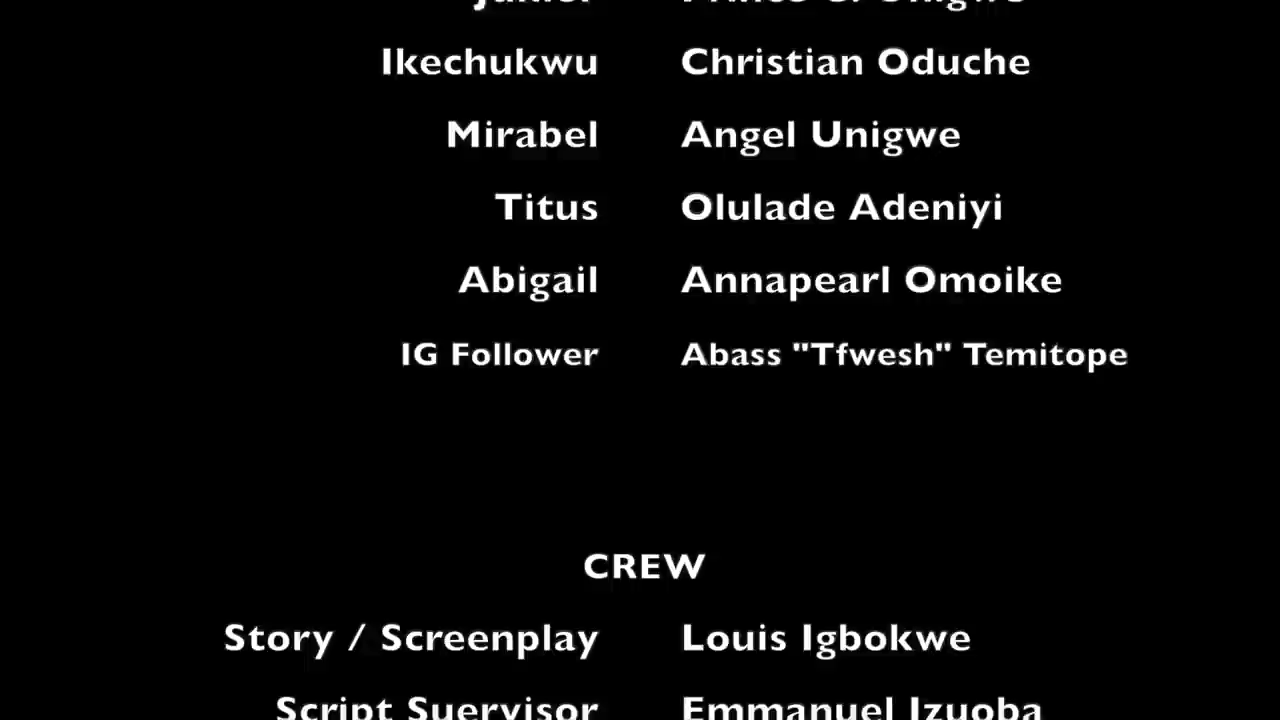 Ikechukwu Christian Oduche
Mirabel Angel Unigwe
Titus Olulade Adeniyi
Abigail Annapearl Omoike
IG Follower Abass "Tfwesh" Temitope
CREW
Story / Screenplay Louis Igbokwe
Script Suervisor Emmanuel Izuoba